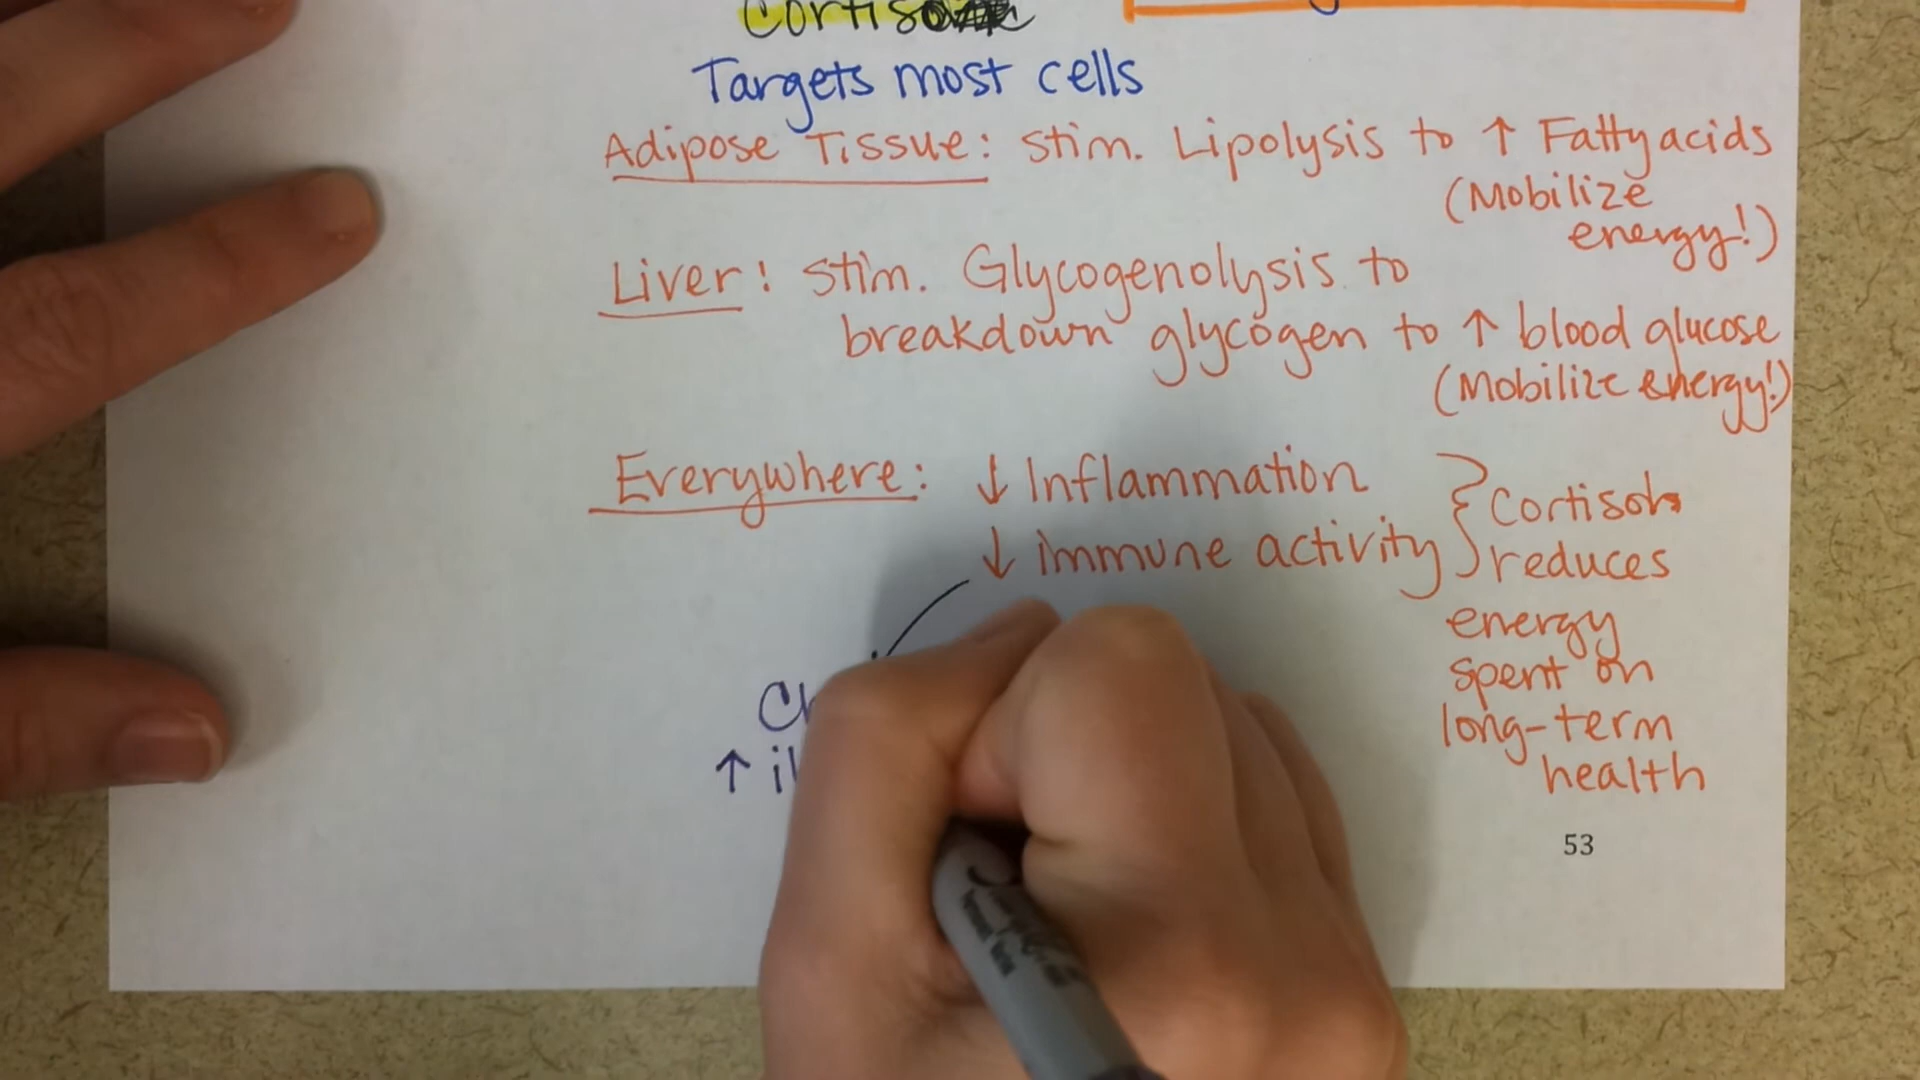 Targets most cells
Adipose Tissue: stim. Lipolysis to ↑ Fatty acids
(Mobilize
energy!)
Liver: stim. Glycogenolysis to
breakdown glycogen to ↑ blood glucose
(Mobilize energy!)
Everywhere: ↓ Inflammation
↓ immune activity
Cortisol
reduces
energy
spent on
long-term
health
↑
53